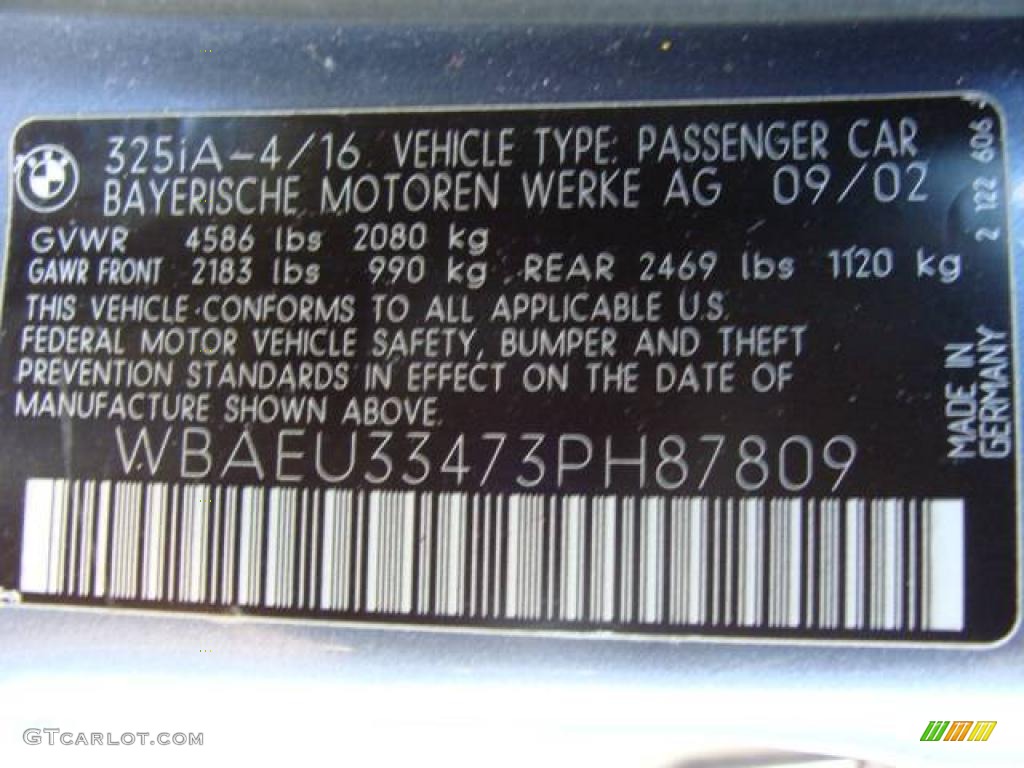 325iA-4/16 VEHICLE TYPE: PASSENGER CAR
BAYERISCHE MOTOREN WERKE AG 09/02
GVWR 4586 lbs 2080 kg
GAWR FRONT 2183 lbs 990 kg REAR 2469 lbs 1120 kg
THIS VEHICLE CONFORMS TO ALL APPLICABLE U.S.
FEDERAL MOTOR VEHICLE SAFETY, BUMPER AND THEFT
PREVENTION STANDARDS IN EFFECT ON THE DATE OF
MANUFACTURE SHOWN ABOVE.
WBAEU33473PH87809
2 122 606
MADE IN
GERMANY
BMW
GTCARLOT.COM